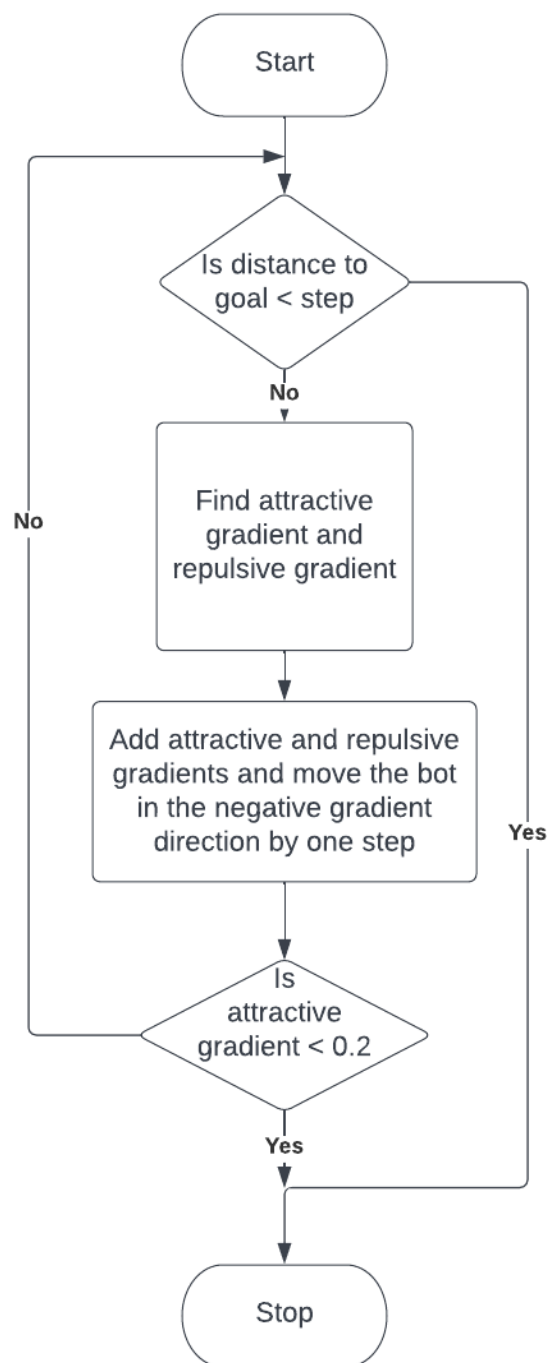 Start
Is distance to
goal < step
No
Find attractive
gradient and
repulsive gradient
No
Add attractive and repulsive
gradients and move the bot
in the negative gradient
direction by one step
Yes
Is
attractive
gradient < 0.2
Yes
Stop